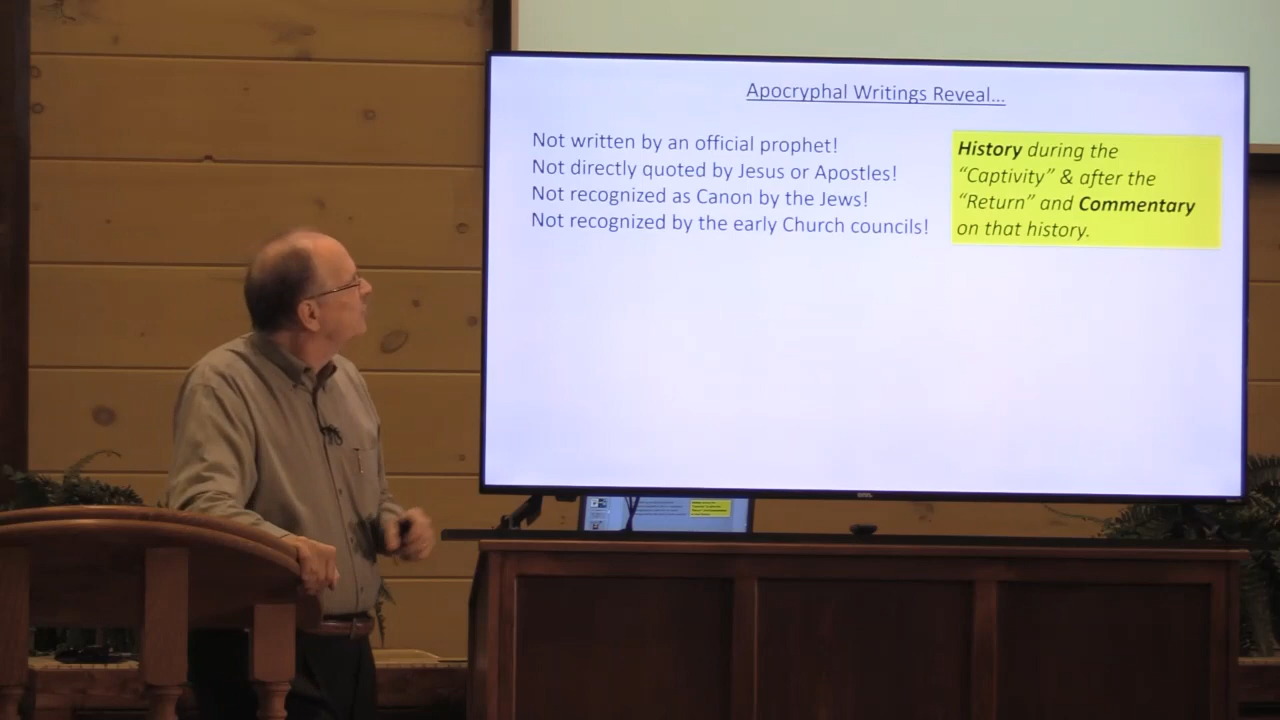 Apocryphal Writings Reveal...
Not written by an official prophet!
Not directly quoted by Jesus or Apostles!
Not recognized as Canon by the Jews!
Not recognized by the early Church councils!
History during the
“Captivity” & after the
“Return” and Commentary
on that history.